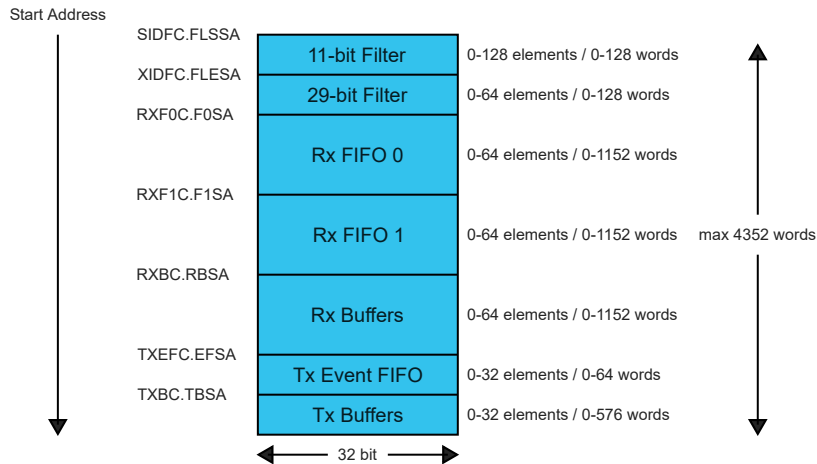 Start Address
SIDFC.FLSSA
11-bit Filter
0-128 elements / 0-128 words
XIDFC.FLESA
29-bit Filter
0-64 elements / 0-128 words
RXF0C.F0SA
Rx FIFO 0
0-64 elements / 0-1152 words
RXF1C.F1SA
Rx FIFO 1
0-64 elements / 0-1152 words
max 4352 words
RXBC.RBSA
Rx Buffers
0-64 elements / 0-1152 words
TXEFC.EFSA
Tx Event FIFO
0-32 elements / 0-64 words
TXBC.TBSA
Tx Buffers
0-32 elements / 0-576 words
32 bit